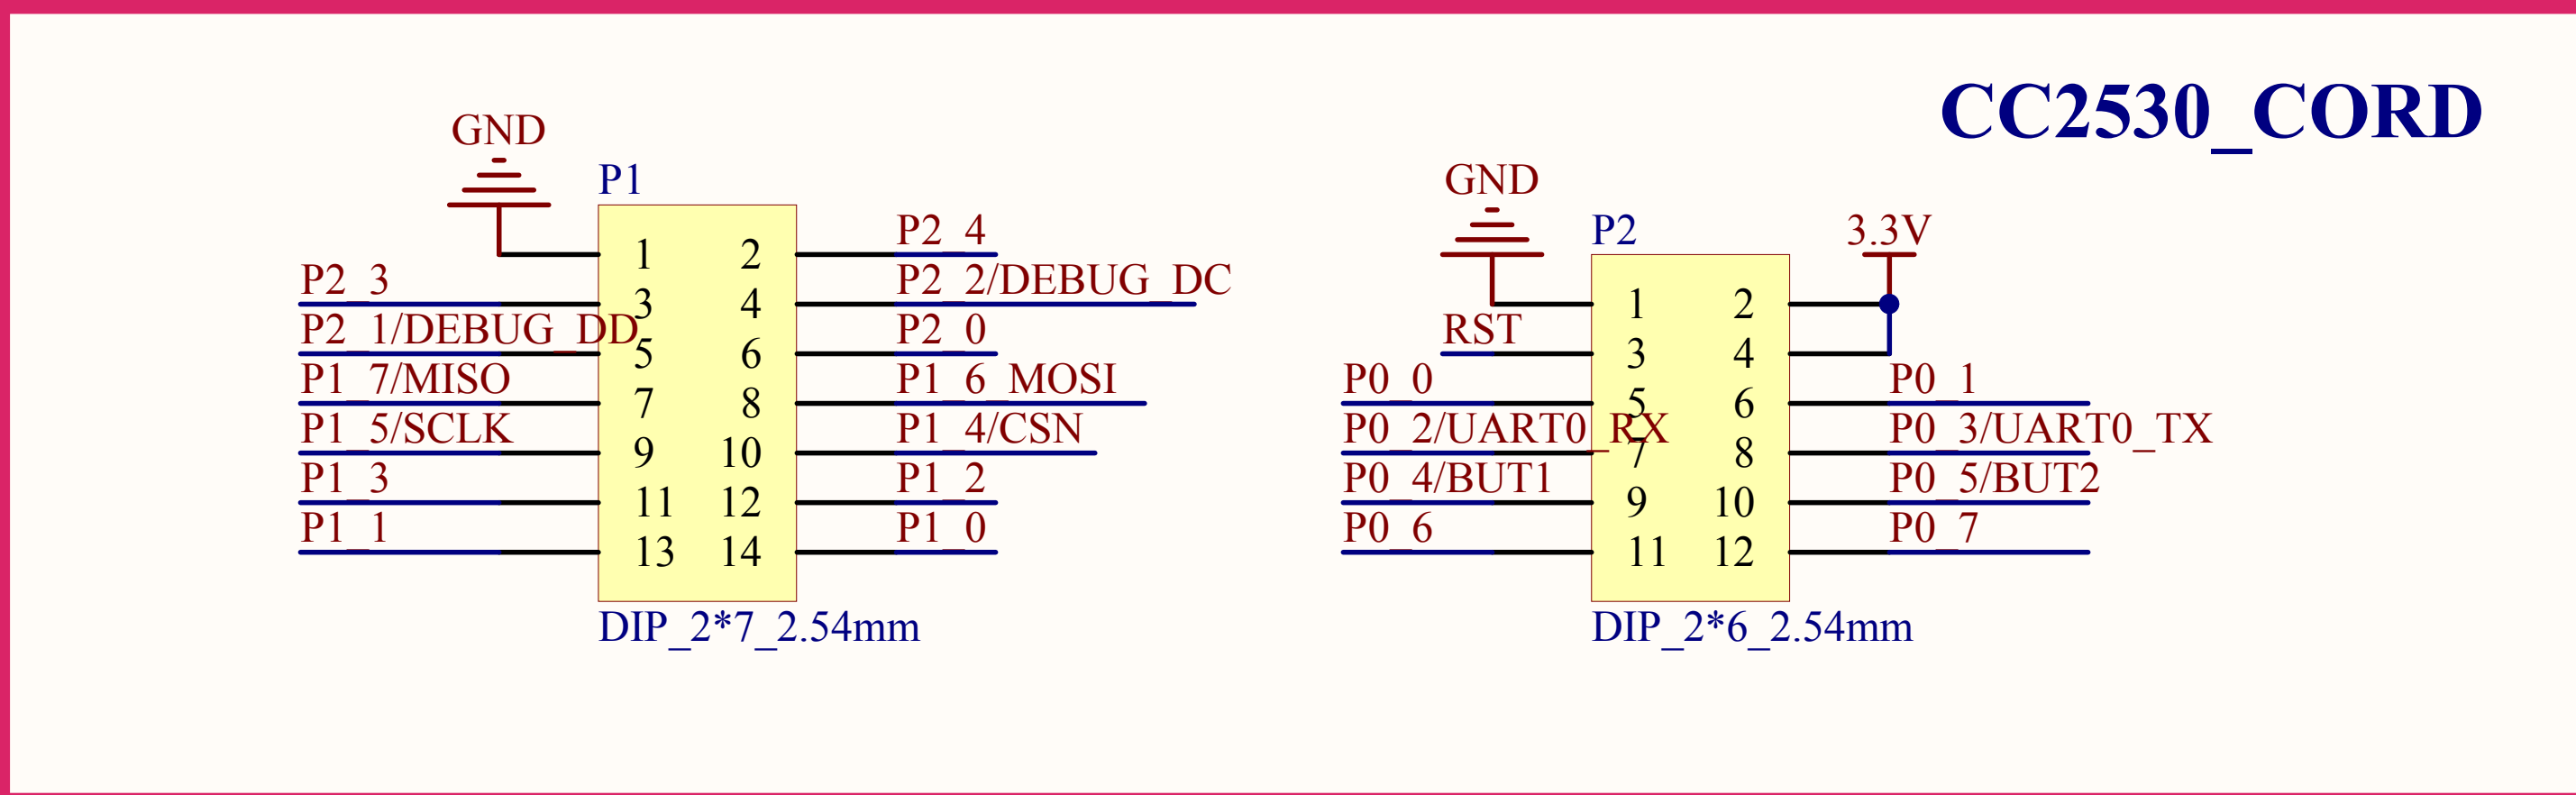 CC2530_CORD
GND
P1
P2_4
1 2
P2_3
P2_2/DEBUG_DC
3 4
P2_1/DEBUG_DD
P2_0
5 6
P1_7/MISO
P1_6_MOSI
7 8
P1_5/SCLK
P1_4/CSN
9 10
P1_3
P1_2
11 12
P1_1
P1_0
13 14
DIP_2*7_2.54mm
GND
P2
3.3V
1 2
RST
3 4
P0_0
P0_1
5 6
P0_2/UART0_RX
P0_3/UART0_TX
7 8
P0_4/BUT1
P0_5/BUT2
9 10
P0_6
P0_7
11 12
DIP_2*6_2.54mm